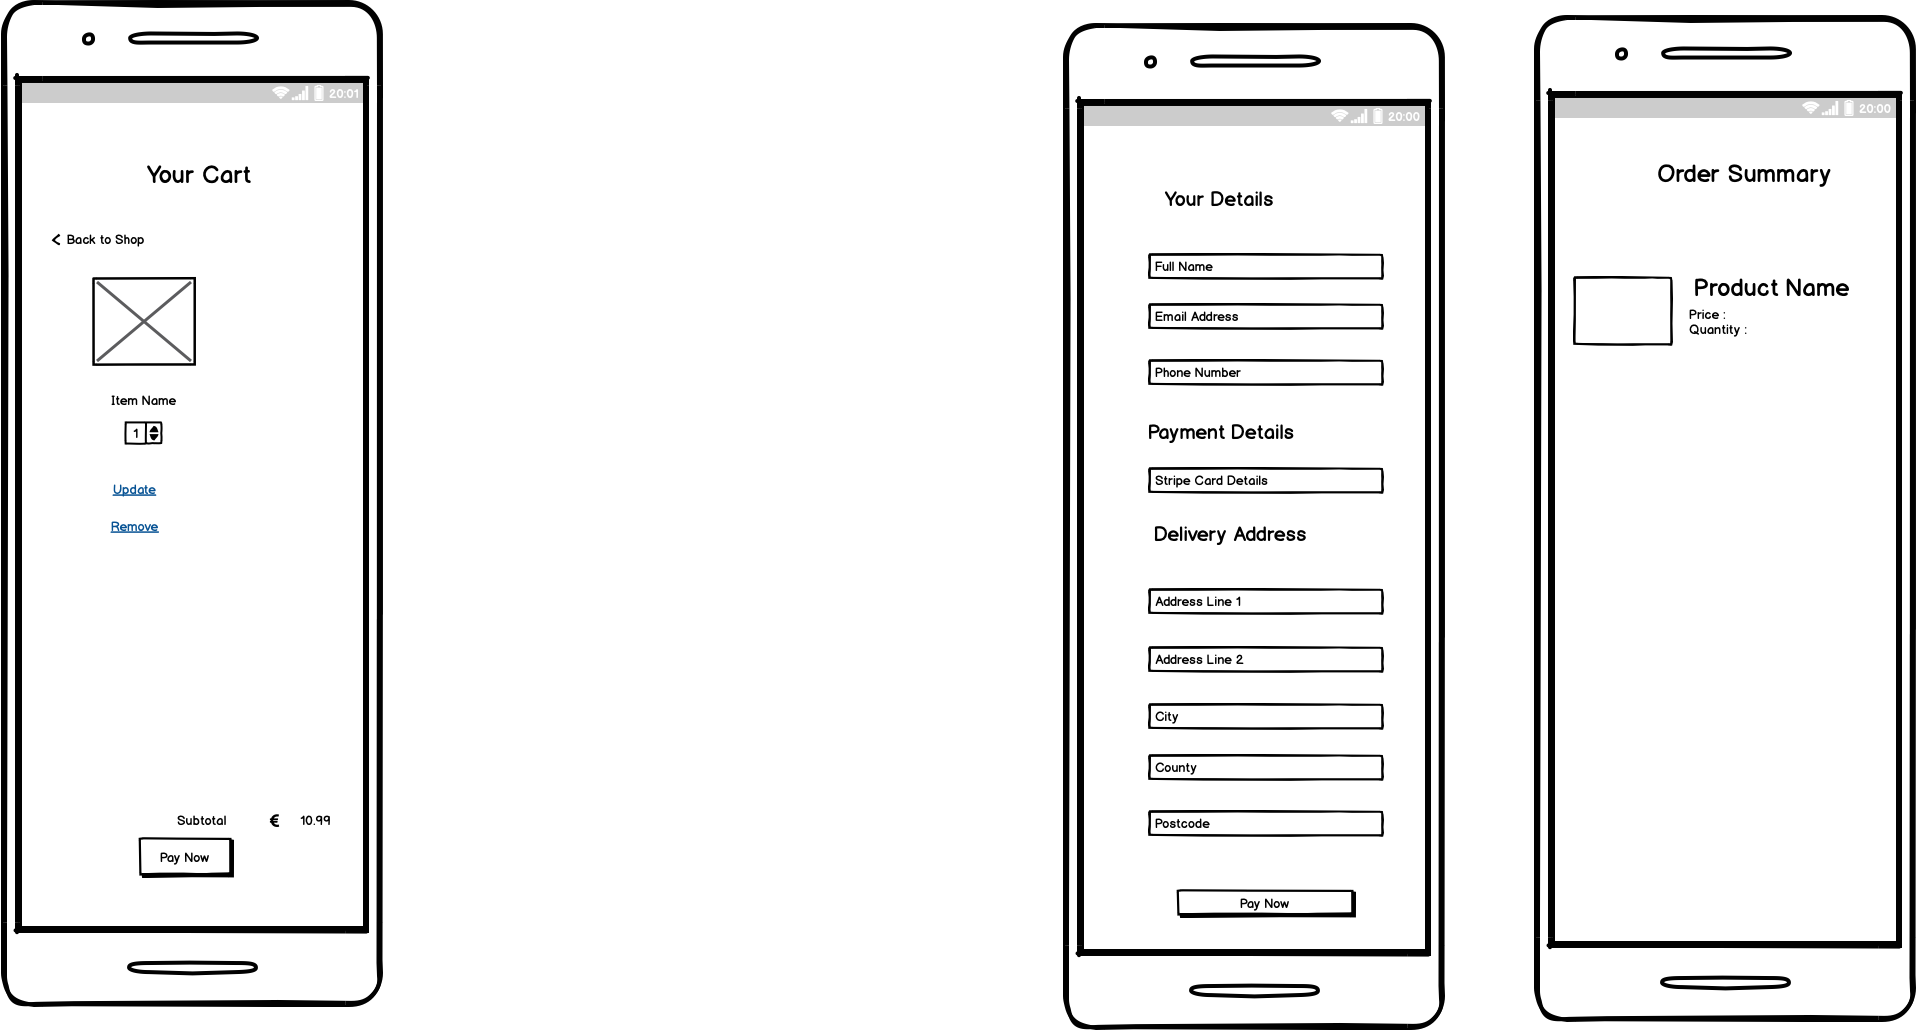 20:01
Your Cart
Back to Shop
Item Name
1
Update
Remove
Subtotal € 10.99
Pay Now
20:00
Your Details
Full Name
Email Address
Phone Number
Payment Details
Stripe Card Details
Delivery Address
Address Line 1
Address Line 2
City
County
Postcode
Pay Now
20:00
Order Summary
Product Name
Price :
Quantity :